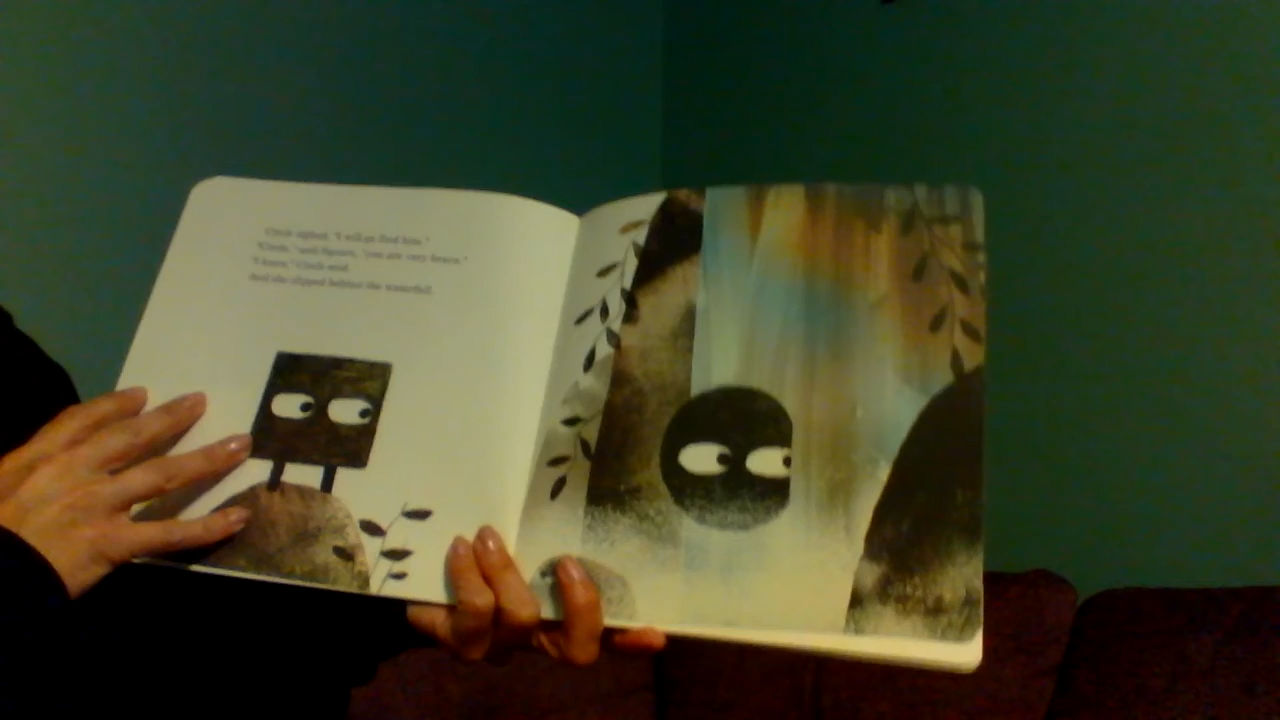 Circle sighed. "I will go find him."
"Circle," said Square, "you are very brave."
"I know," Circle said.
And she slipped behind the waterfall.